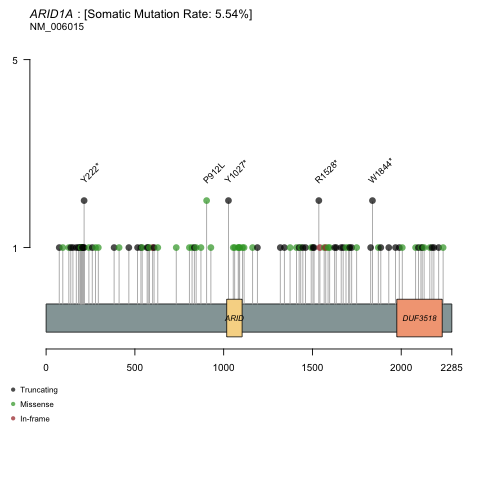 ARID1A : [Somatic Mutation Rate: 5.54%]
NM_006015
5
Y222* P912L Y1027* R1528* W1844*
1
ARID DUF3518
0 500 1000 1500 2000 2285
Truncating
Missense
In-frame